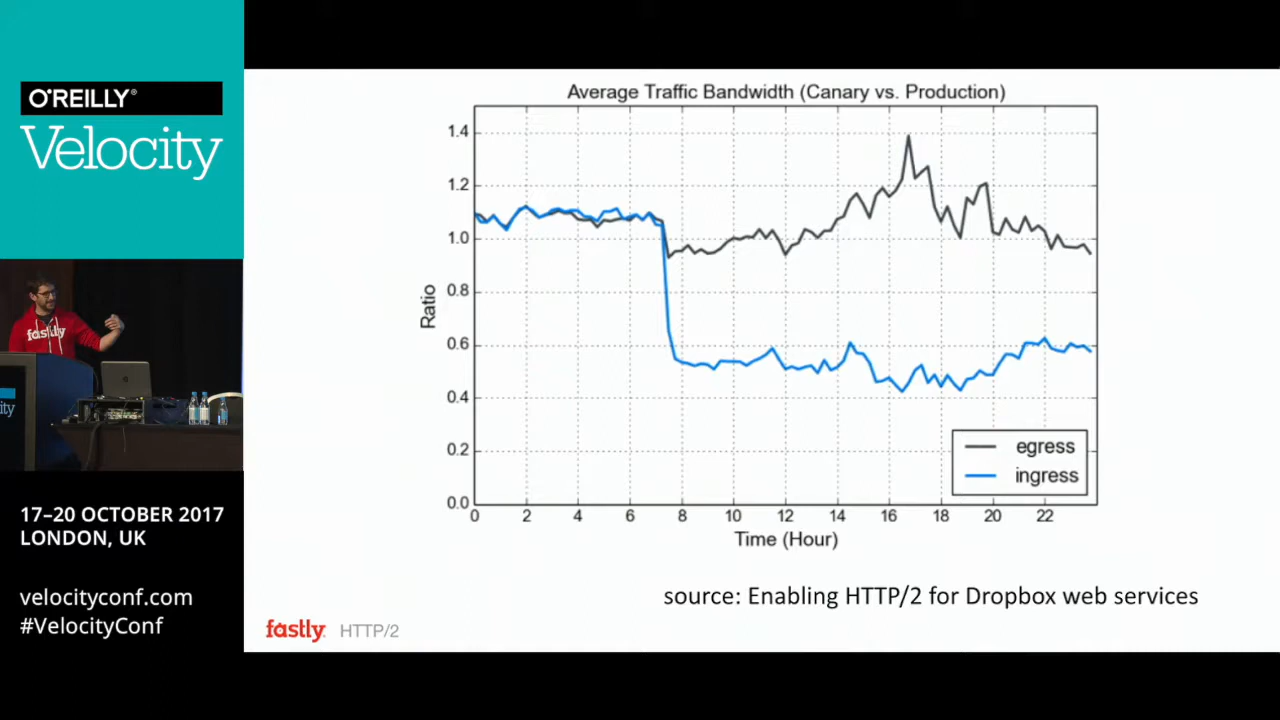 O'REILLY®
Velocity
fastly
city
17–20 OCTOBER 2017
LONDON, UK
velocityconf.com
#VelocityConf
Average Traffic Bandwidth (Canary vs. Production)
1.4
1.2
1.0
0.8
0.6
0.4
0.2
0.0
Ratio
0 2 4 6 8 10 12 14 16 18 20 22
Time (Hour)
egress
ingress
source: Enabling HTTP/2 for Dropbox web services
fastly HTTP/2